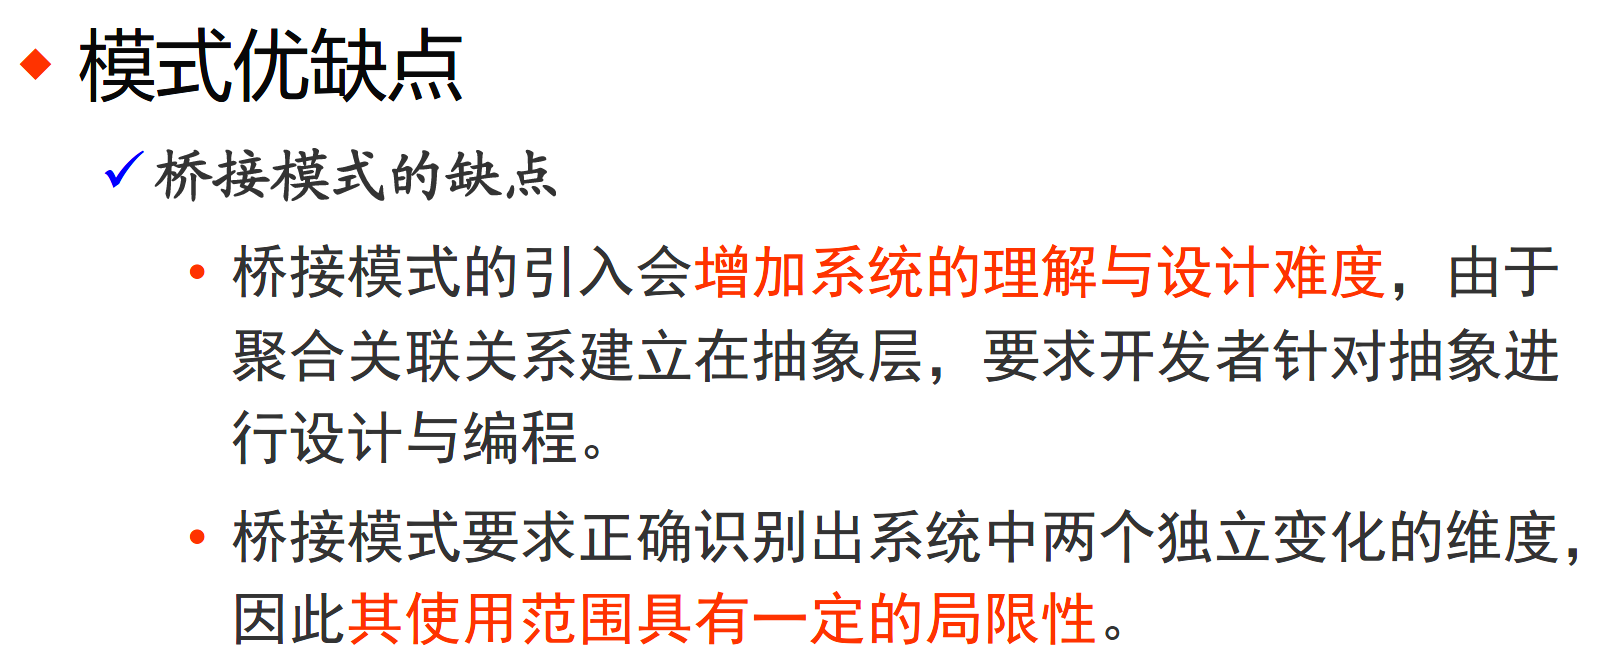 模式优缺点
桥接模式的缺点
桥接模式的引入会增加系统的理解与设计难度，由于
聚合关联关系建立在抽象层，要求开发者针对抽象进
行设计与编程。
桥接模式要求正确识别出系统中两个独立变化的维度，
因此其使用范围具有一定的局限性。